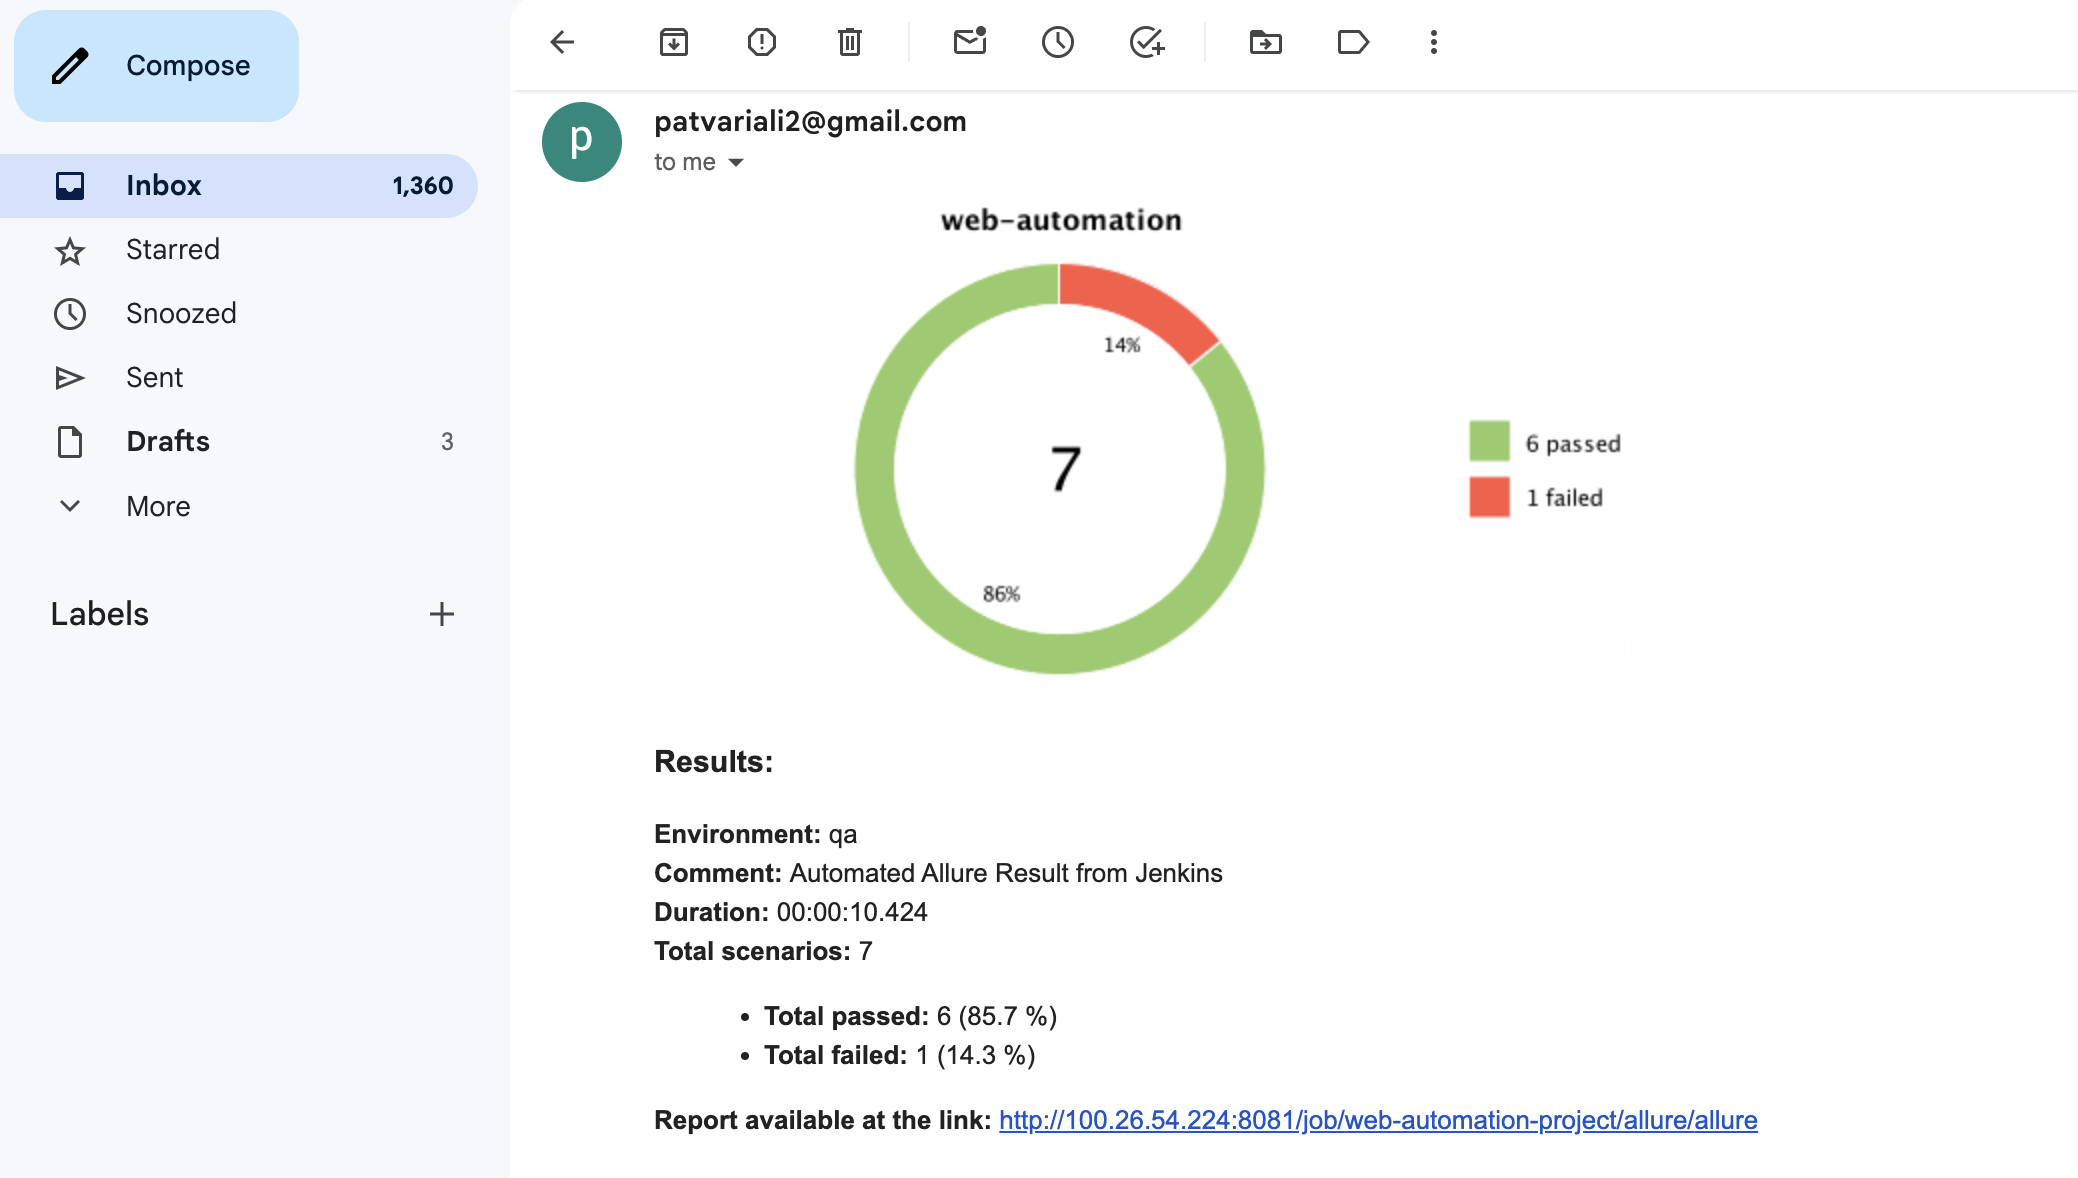 Compose
Inbox 1,360
Starred
Snoozed
Sent
Drafts 3
More
Labels
p
patvariali2@gmail.com
to me
web-automation
14%
7
86%
6 passed
1 failed
Results:
Environment: qa
Comment: Automated Allure Result from Jenkins
Duration: 00:00:10.424
Total scenarios: 7
• Total passed: 6 (85.7 %)
• Total failed: 1 (14.3 %)
Report available at the link: http://100.26.54.224:8081/job/web-automation-project/allure/allure